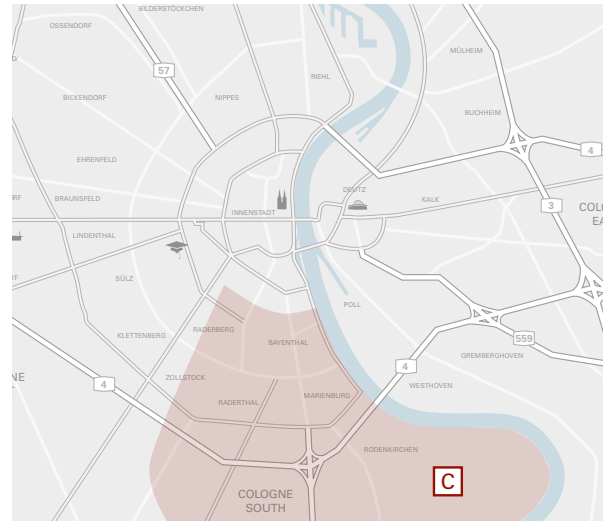 BILDERSTÖCKCHEN
OSSENDORF
MÜLHEIM
57
RIEHL
BICKENDORF
NIPPES
BUCHHEIM
4
EHRENFELD
DEUTZ
RF
BRAUNSFELD
KALK
3
COLO
EA
INNENSTADT
LINDENTHAL
SÜLZ
POLL
RADERBERG
KLETTENBERG
BAYENTHAL
559
GREMBERGHOVEN
4
NE
4
ZOLLSTOCK
WESTHOVEN
MARIENBURG
RADERTHAL
RODENKIRCHEN
C
COLOGNE
SOUTH